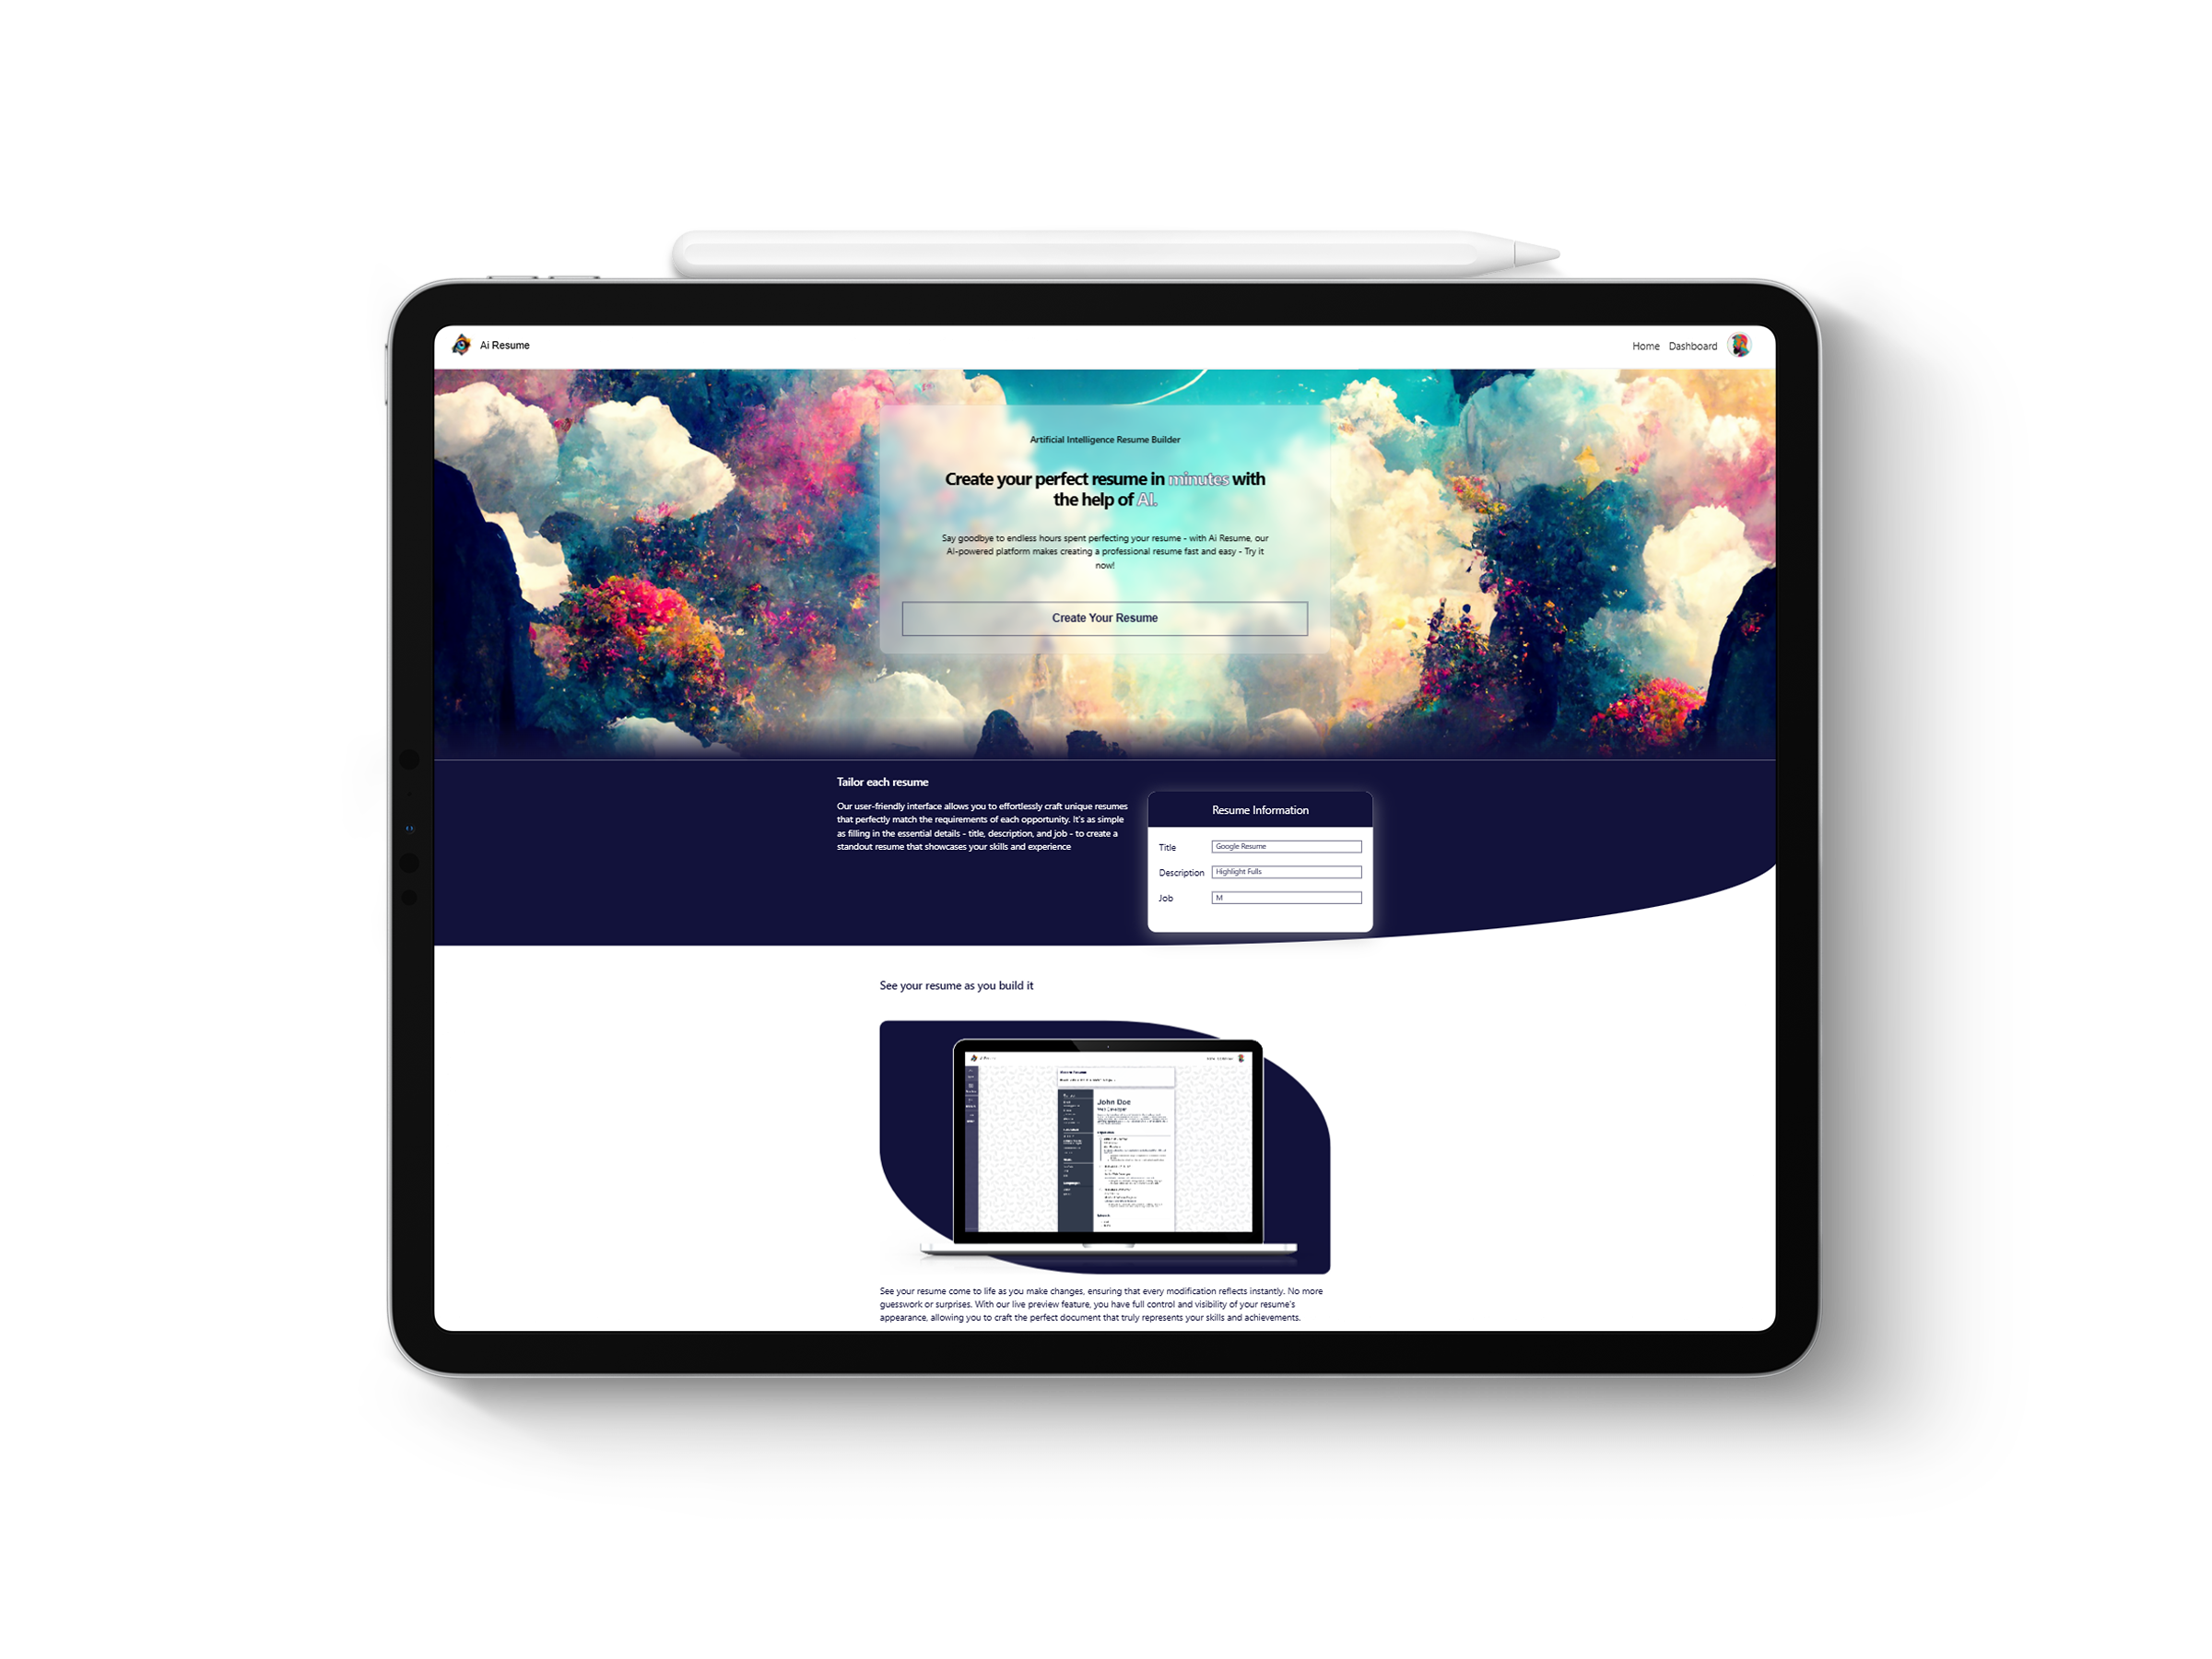 Ai Resume
Home Dashboard
Artificial Intelligence Resume Builder
Create your perfect resume in minutes with
the help of AI.
Say goodbye to endless hours spent perfecting your resume - with Ai Resume, our
AI-powered platform makes creating a professional resume fast and easy - Try it
now!
Create Your Resume
Tailor each resume
Our user-friendly interface allows you to effortlessly craft unique resumes
that perfectly match the requirements of each opportunity. It's as simple
as filling in the essential details - title, description, and job - to create a
standout resume that showcases your skills and experience
Resume Information
Title Google Resume
Description Highlight Fulls
Job M
See your resume as you build it
John Doe
Web Developer
See your resume come to life as you make changes, ensuring that every modification reflects instantly. No more
guesswork or surprises. With our live preview feature, you have full control and visibility of your resume's
appearance, allowing you to craft the perfect document that truly represents your skills and achievements.